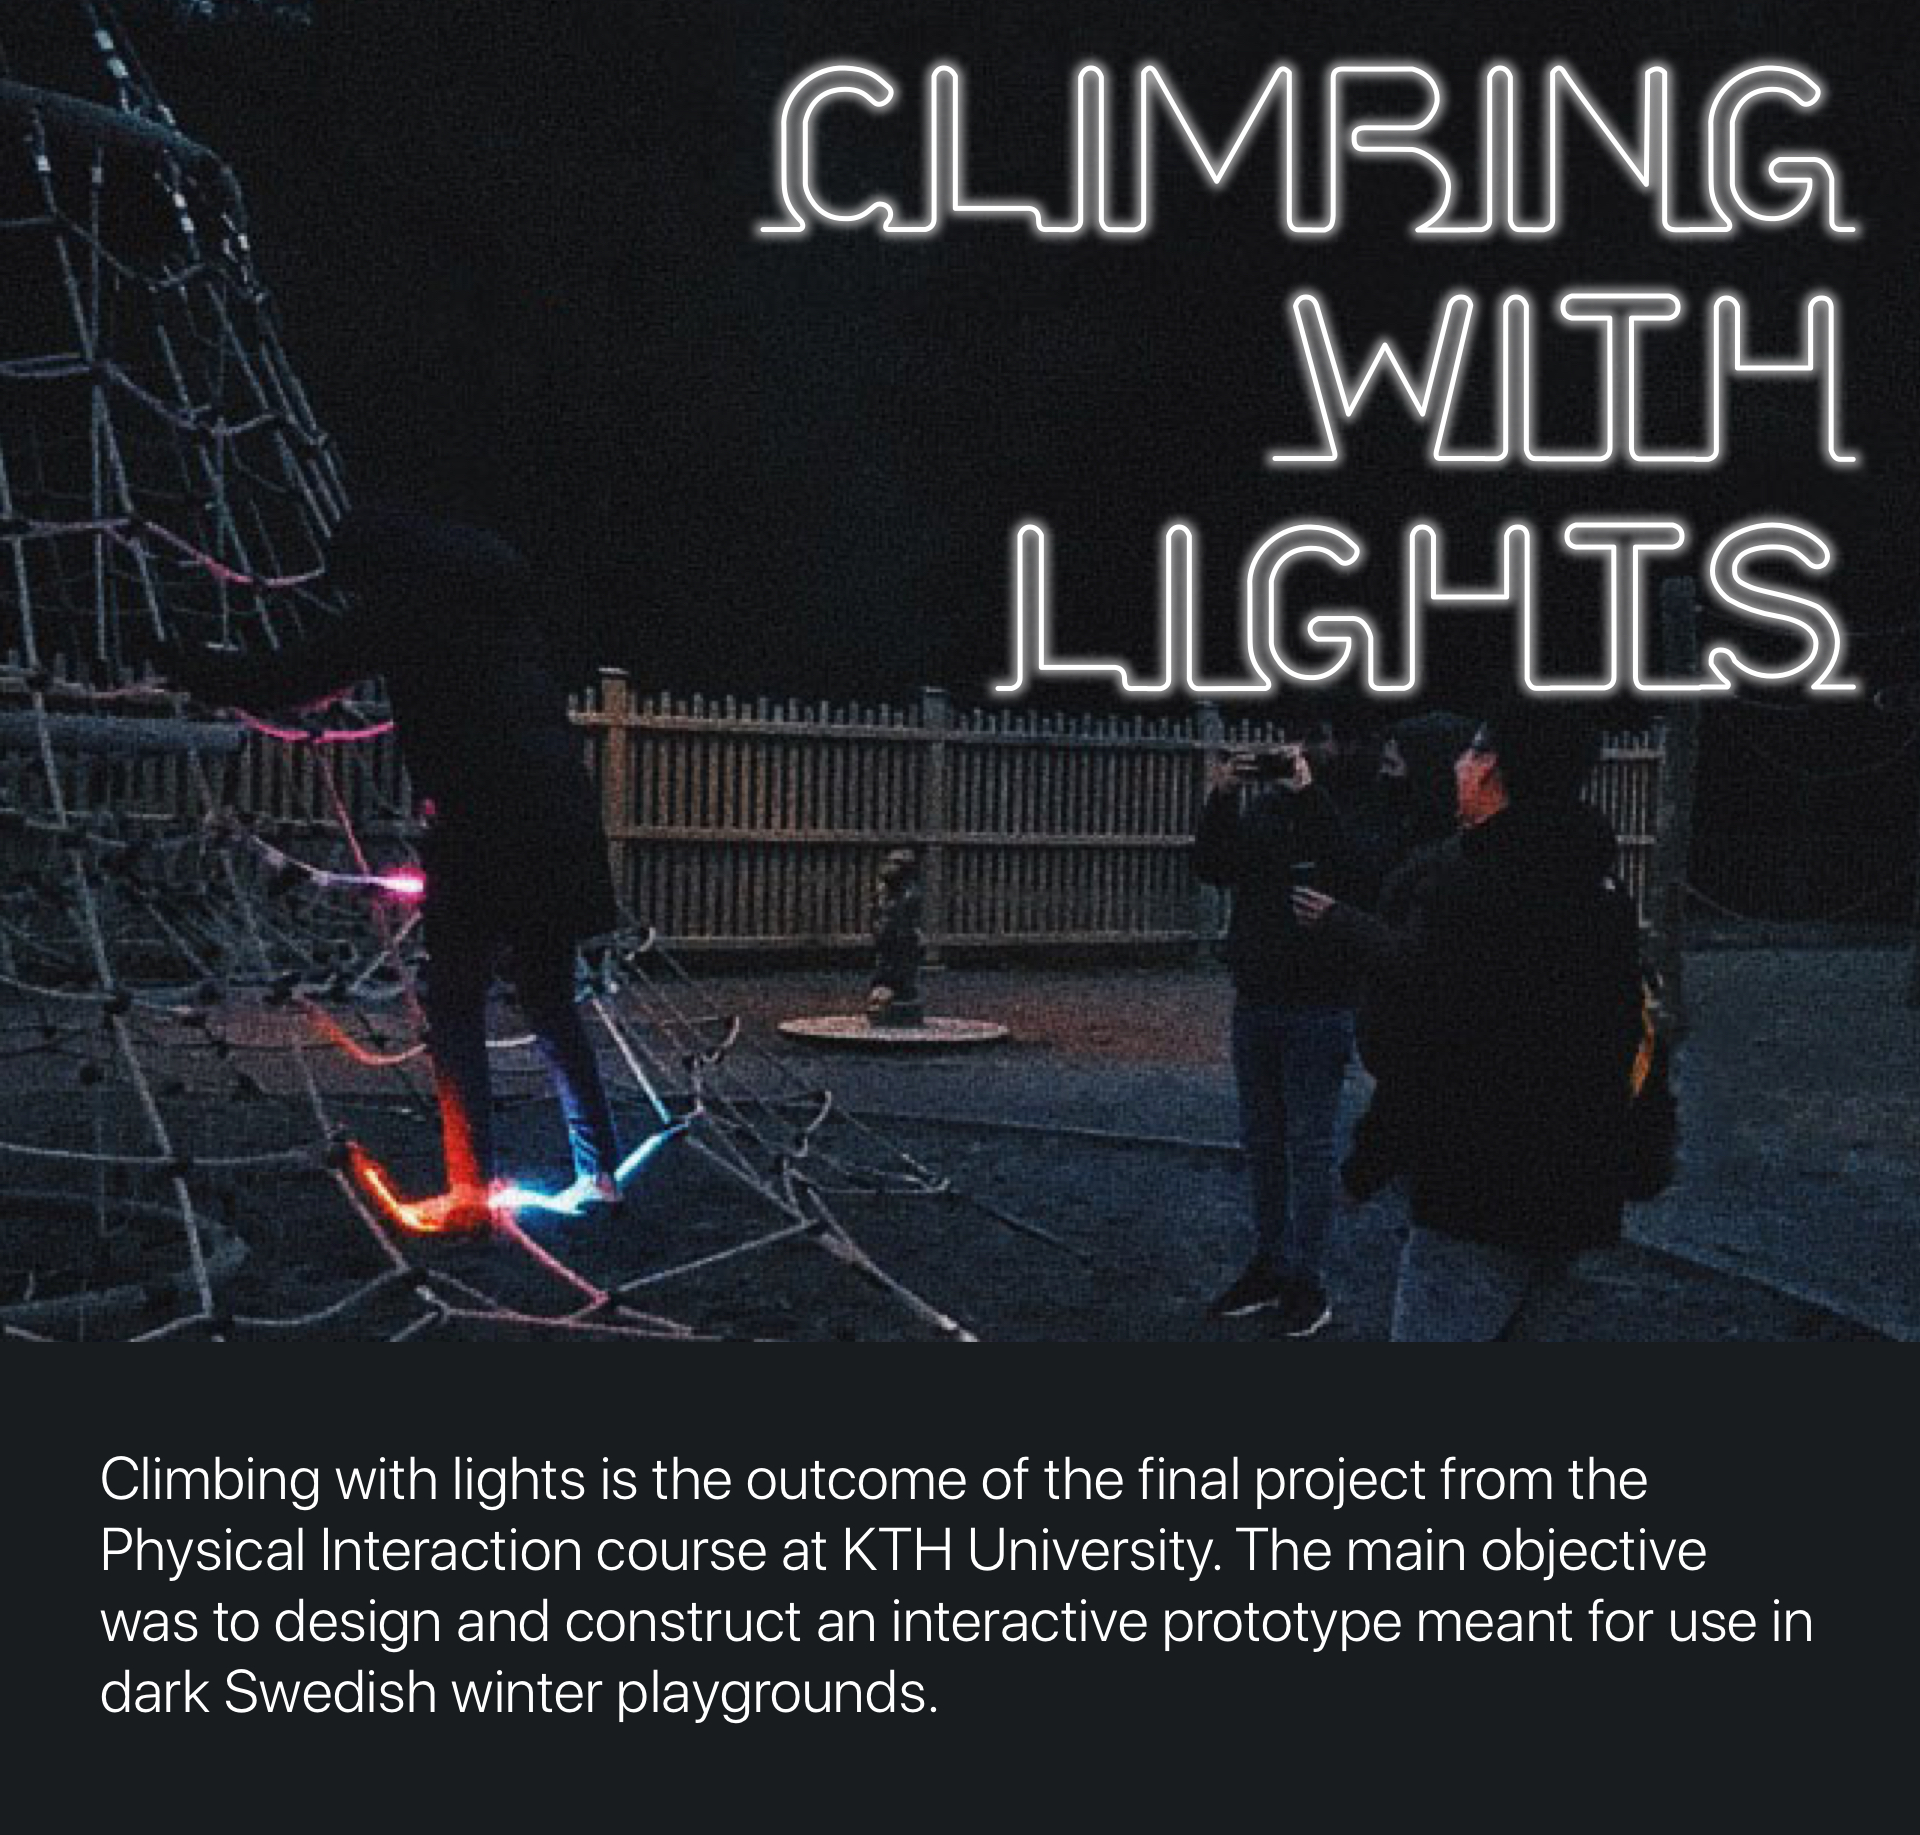 CLIMBING
WITH
LIGHTS
Climbing with lights is the outcome of the final project from the
Physical Interaction course at KTH University. The main objective
was to design and construct an interactive prototype meant for use in
dark Swedish winter playgrounds.